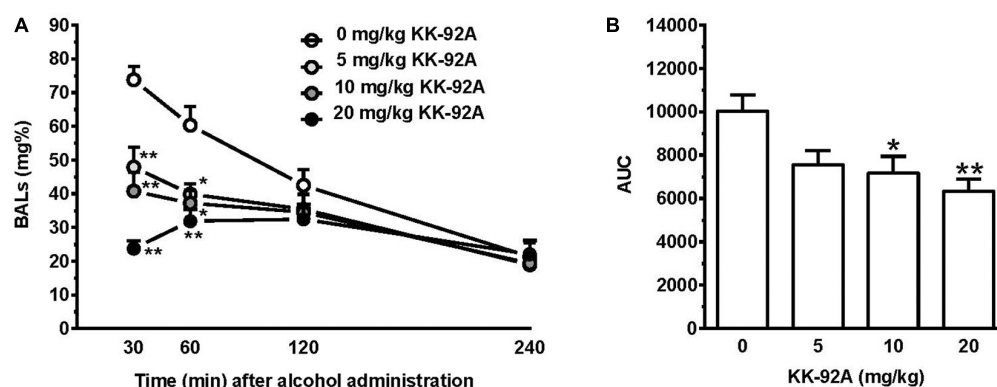 A
BALs (mg%)
90
80
70
60
50
40
30
20
10
0
0 mg/kg KK-92A
5 mg/kg KK-92A
10 mg/kg KK-92A
20 mg/kg KK-92A
**
**
**
*
*
**
30 60 120 240
Time (min) after alcohol administration
B
AUC
14000
12000
10000
8000
6000
4000
2000
0
*
**
0 5 10 20
KK-92A (mg/kg)